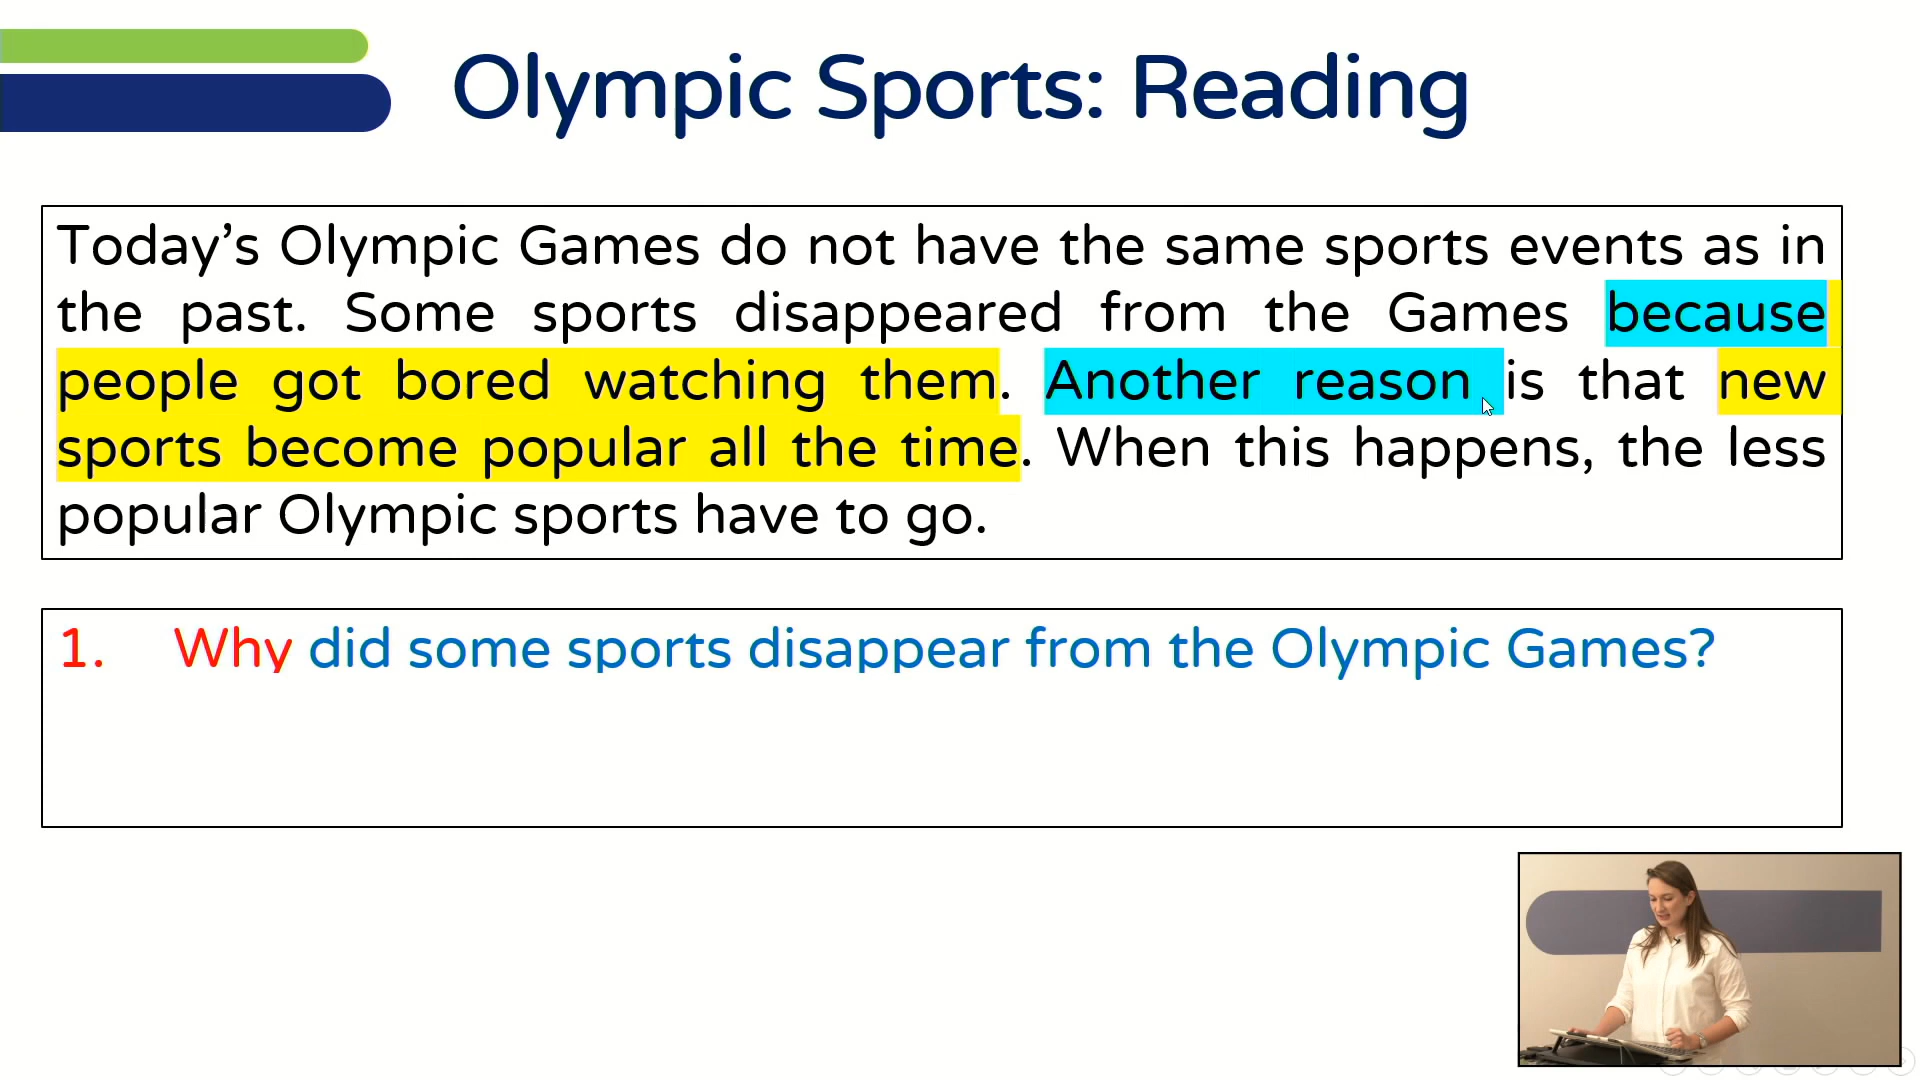 Olympic Sports: Reading
Today’s Olympic Games do not have the same sports events as in
the past. Some sports disappeared from the Games because
people got bored watching them. Another reason is that new
sports become popular all the time. When this happens, the less
popular Olympic sports have to go.
1. Why did some sports disappear from the Olympic Games?